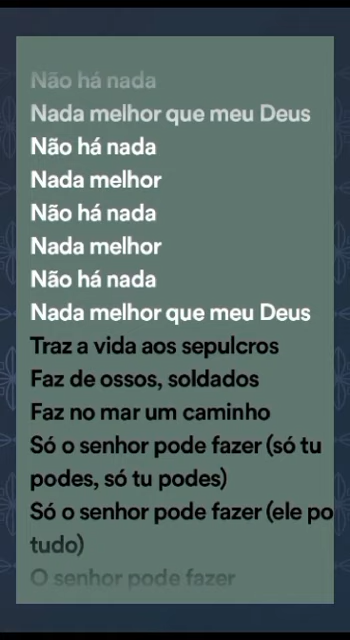 Não há nada
Nada melhor que meu Deus
Não há nada
Nada melhor
Não há nada
Nada melhor
Não há nada
Nada melhor que meu Deus
Traz a vida aos sepulcros
Faz de ossos, soldados
Faz no mar um caminho
Só o senhor pode fazer (só tu
podes, só tu podes)
Só o senhor pode fazer (ele po
tudo)
O senhor pode fazer